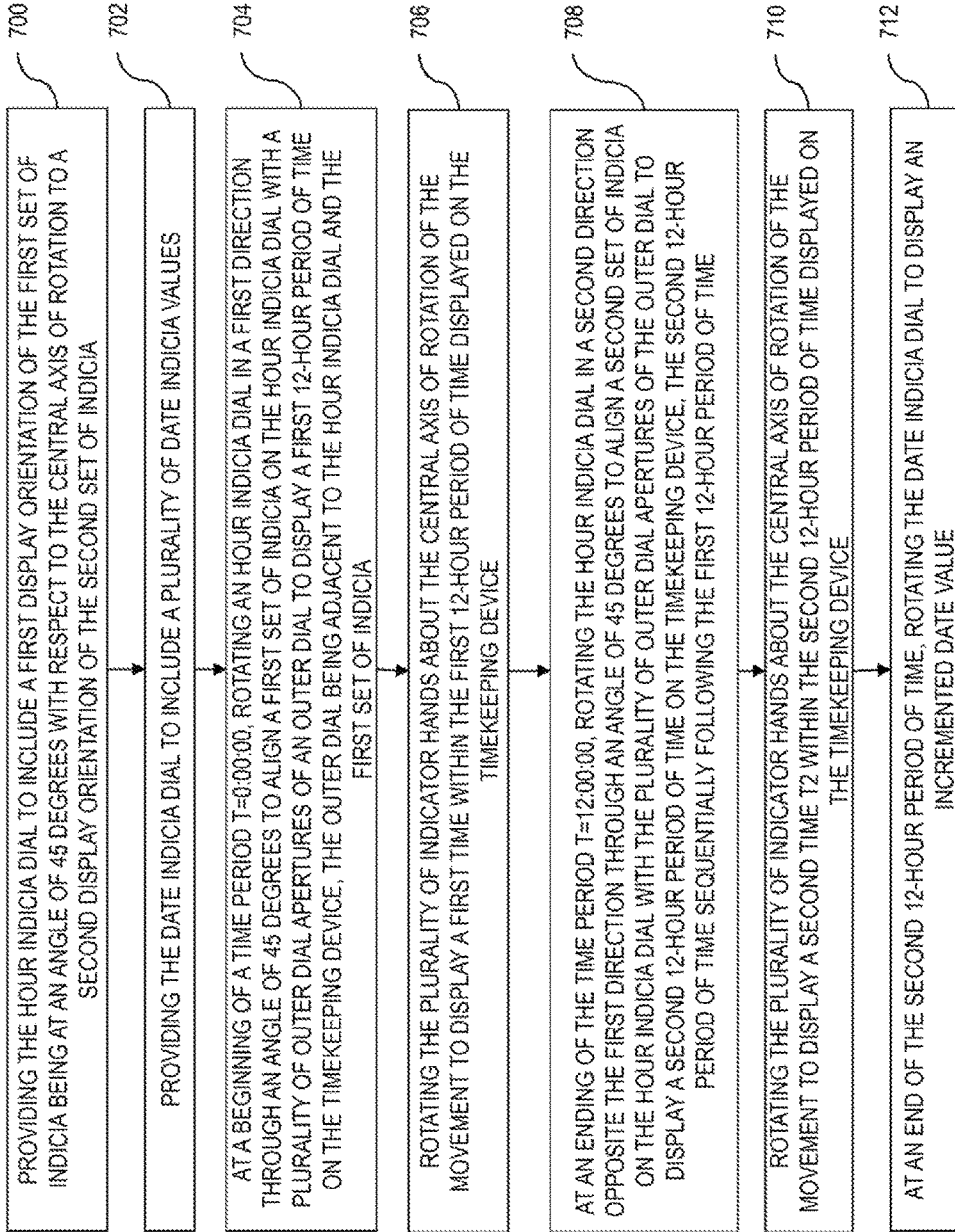 700
PROVIDING THE HOUR INDICIA DIAL TO INCLUDE A FIRST DISPLAY ORIENTATION OF THE FIRST SET OF
INDICIA BEING AT AN ANGLE OF 45 DEGREES WITH RESPECT TO THE CENTRAL AXIS OF ROTATION TO A
SECOND DISPLAY ORIENTATION OF THE SECOND SET OF INDICIA
702
PROVIDING THE DATE INDICIA DIAL TO INCLUDE A PLURALITY OF DATE INDICIA VALUES
704
AT A BEGINNING OF A TIME PERIOD T=0:00:00, ROTATING AN HOUR INDICIA DIAL IN A FIRST DIRECTION
THROUGH AN ANGLE OF 45 DEGREES TO ALIGN A FIRST SET OF INDICIA ON THE HOUR INDICIA DIAL WITH A
PLURALITY OF OUTER DIAL APERTURES OF AN OUTER DIAL TO DISPLAY A FIRST 12-HOUR PERIOD OF TIME
ON THE TIMEKEEPING DEVICE, THE OUTER DIAL BEING ADJACENT TO THE HOUR INDICIA DIAL AND THE
FIRST SET OF INDICIA
706
ROTATING THE PLURALITY OF INDICATOR HANDS ABOUT THE CENTRAL AXIS OF ROTATION OF THE
MOVEMENT TO DISPLAY A FIRST TIME WITHIN THE FIRST 12-HOUR PERIOD OF TIME DISPLAYED ON THE
TIMEKEEPING DEVICE
708
AT AN ENDING OF THE TIME PERIOD T=12:00:00, ROTATING THE HOUR INDICIA DIAL IN A SECOND DIRECTION
OPPOSITE THE FIRST DIRECTION THROUGH AN ANGLE OF 45 DEGREES TO ALIGN A SECOND SET OF INDICIA
ON THE HOUR INDICIA DIAL WITH THE PLURALITY OF OUTER DIAL APERTURES OF THE OUTER DIAL TO
DISPLAY A SECOND 12-HOUR PERIOD OF TIME ON THE TIMEKEEPING DEVICE, THE SECOND 12-HOUR
PERIOD OF TIME SEQUENTIALLY FOLLOWING THE FIRST 12-HOUR PERIOD OF TIME
710
ROTATING THE PLURALITY OF INDICATOR HANDS ABOUT THE CENTRAL AXIS OF ROTATION OF THE
MOVEMENT TO DISPLAY A SECOND TIME T2 WITHIN THE SECOND 12-HOUR PERIOD OF TIME DISPLAYED ON
THE TIMEKEEPING DEVICE
712
AT AN END OF THE SECOND 12-HOUR PERIOD OF TIME, ROTATING THE DATE INDICIA DIAL TO DISPLAY AN
INCREMENTED DATE VALUE